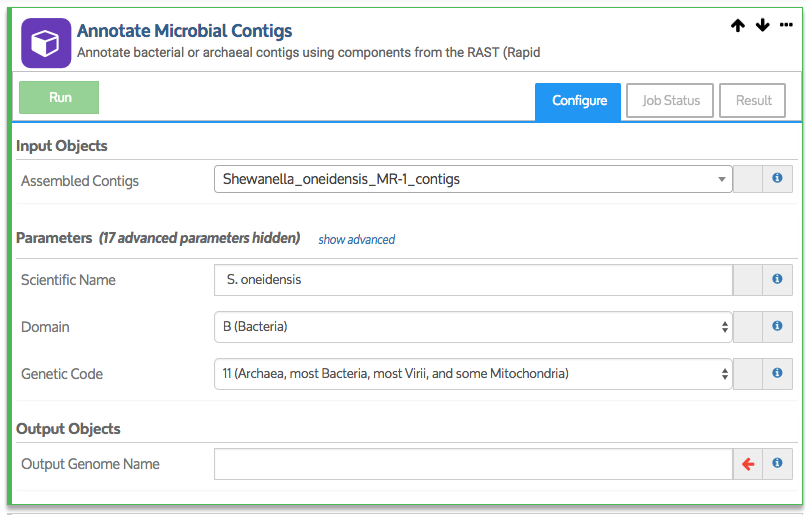 Annotate Microbial Contigs
Annotate bacterial or archaeal contigs using components from the RAST (Rapid
Run
Configure
Job Status
Result
Input Objects
Assembled Contigs
Shewanella_oneidensis_MR-1_contigs
Parameters (17 advanced parameters hidden) show advanced
Scientific Name
S. oneidensis
Domain
B (Bacteria)
Genetic Code
11 (Archaea, most Bacteria, most Virii, and some Mitochondria)
Output Objects
Output Genome Name